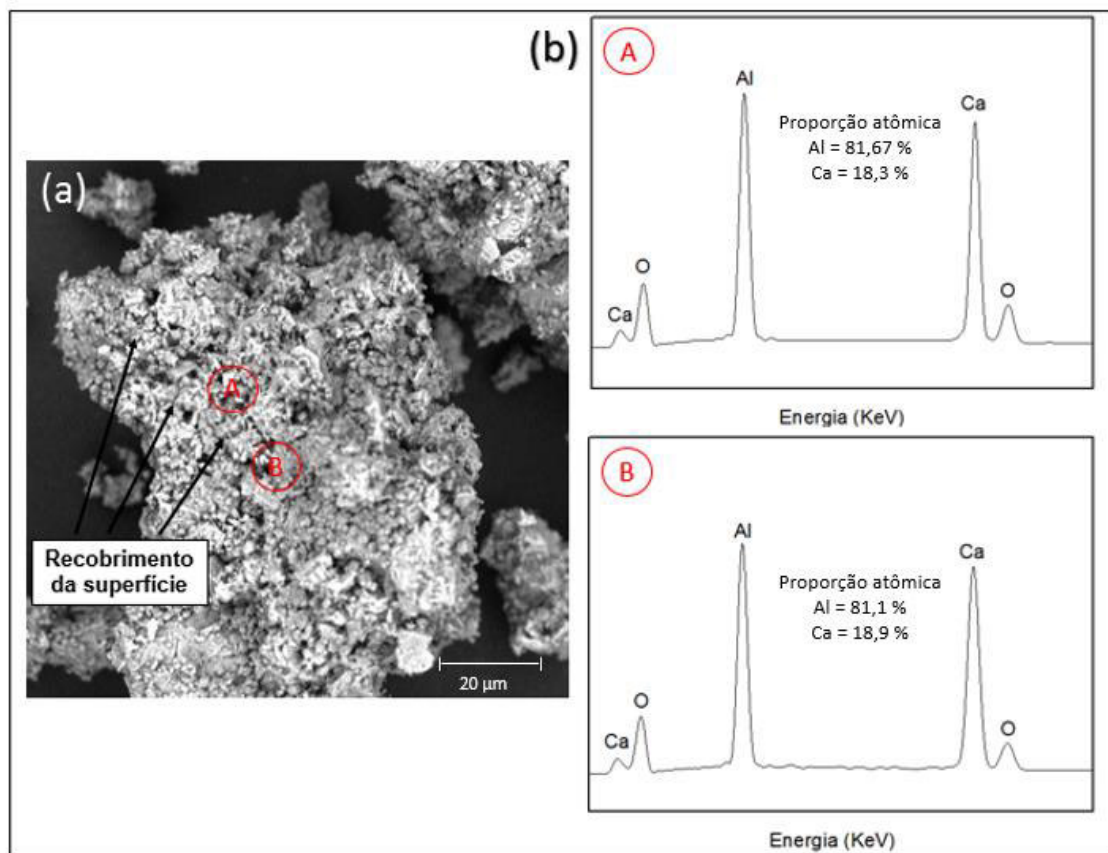 (a)
A
B
Recobrimento
da superfície
20 µm
(b)
A
Al
Ca
Proporção atômica
Al = 81,67 %
Ca = 18,3 %
O
O
Ca
Energia (KeV)
B
Al
Ca
Proporção atômica
Al = 81,1 %
Ca = 18,9 %
O
O
Ca
Energia (KeV)